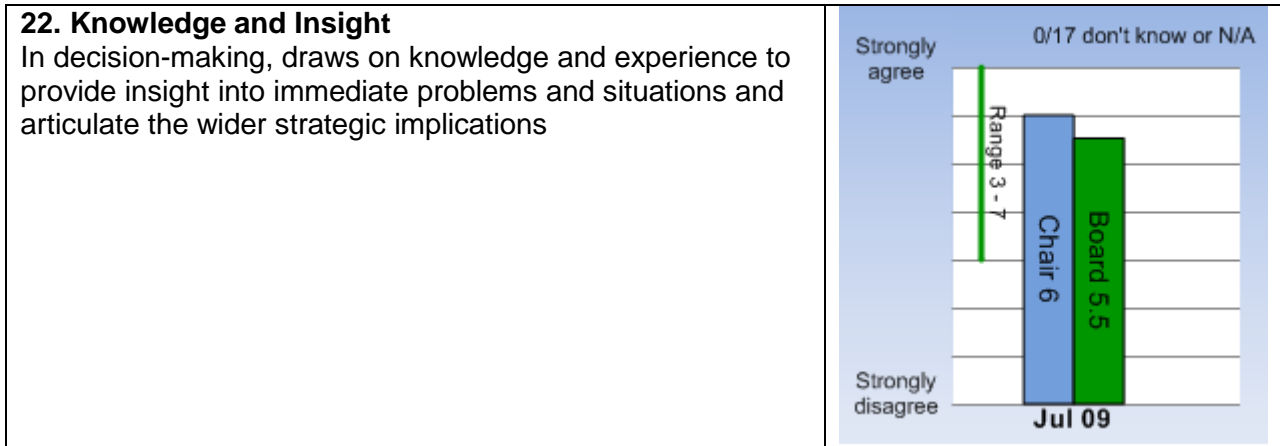 22. Knowledge and Insight
In decision-making, draws on knowledge and experience to
provide insight into immediate problems and situations and
articulate the wider strategic implications
0/17 don't know or N/A
Strongly
agree
Range 3 - 7
Chair 6
Board 5.5
Strongly
disagree
Jul 09